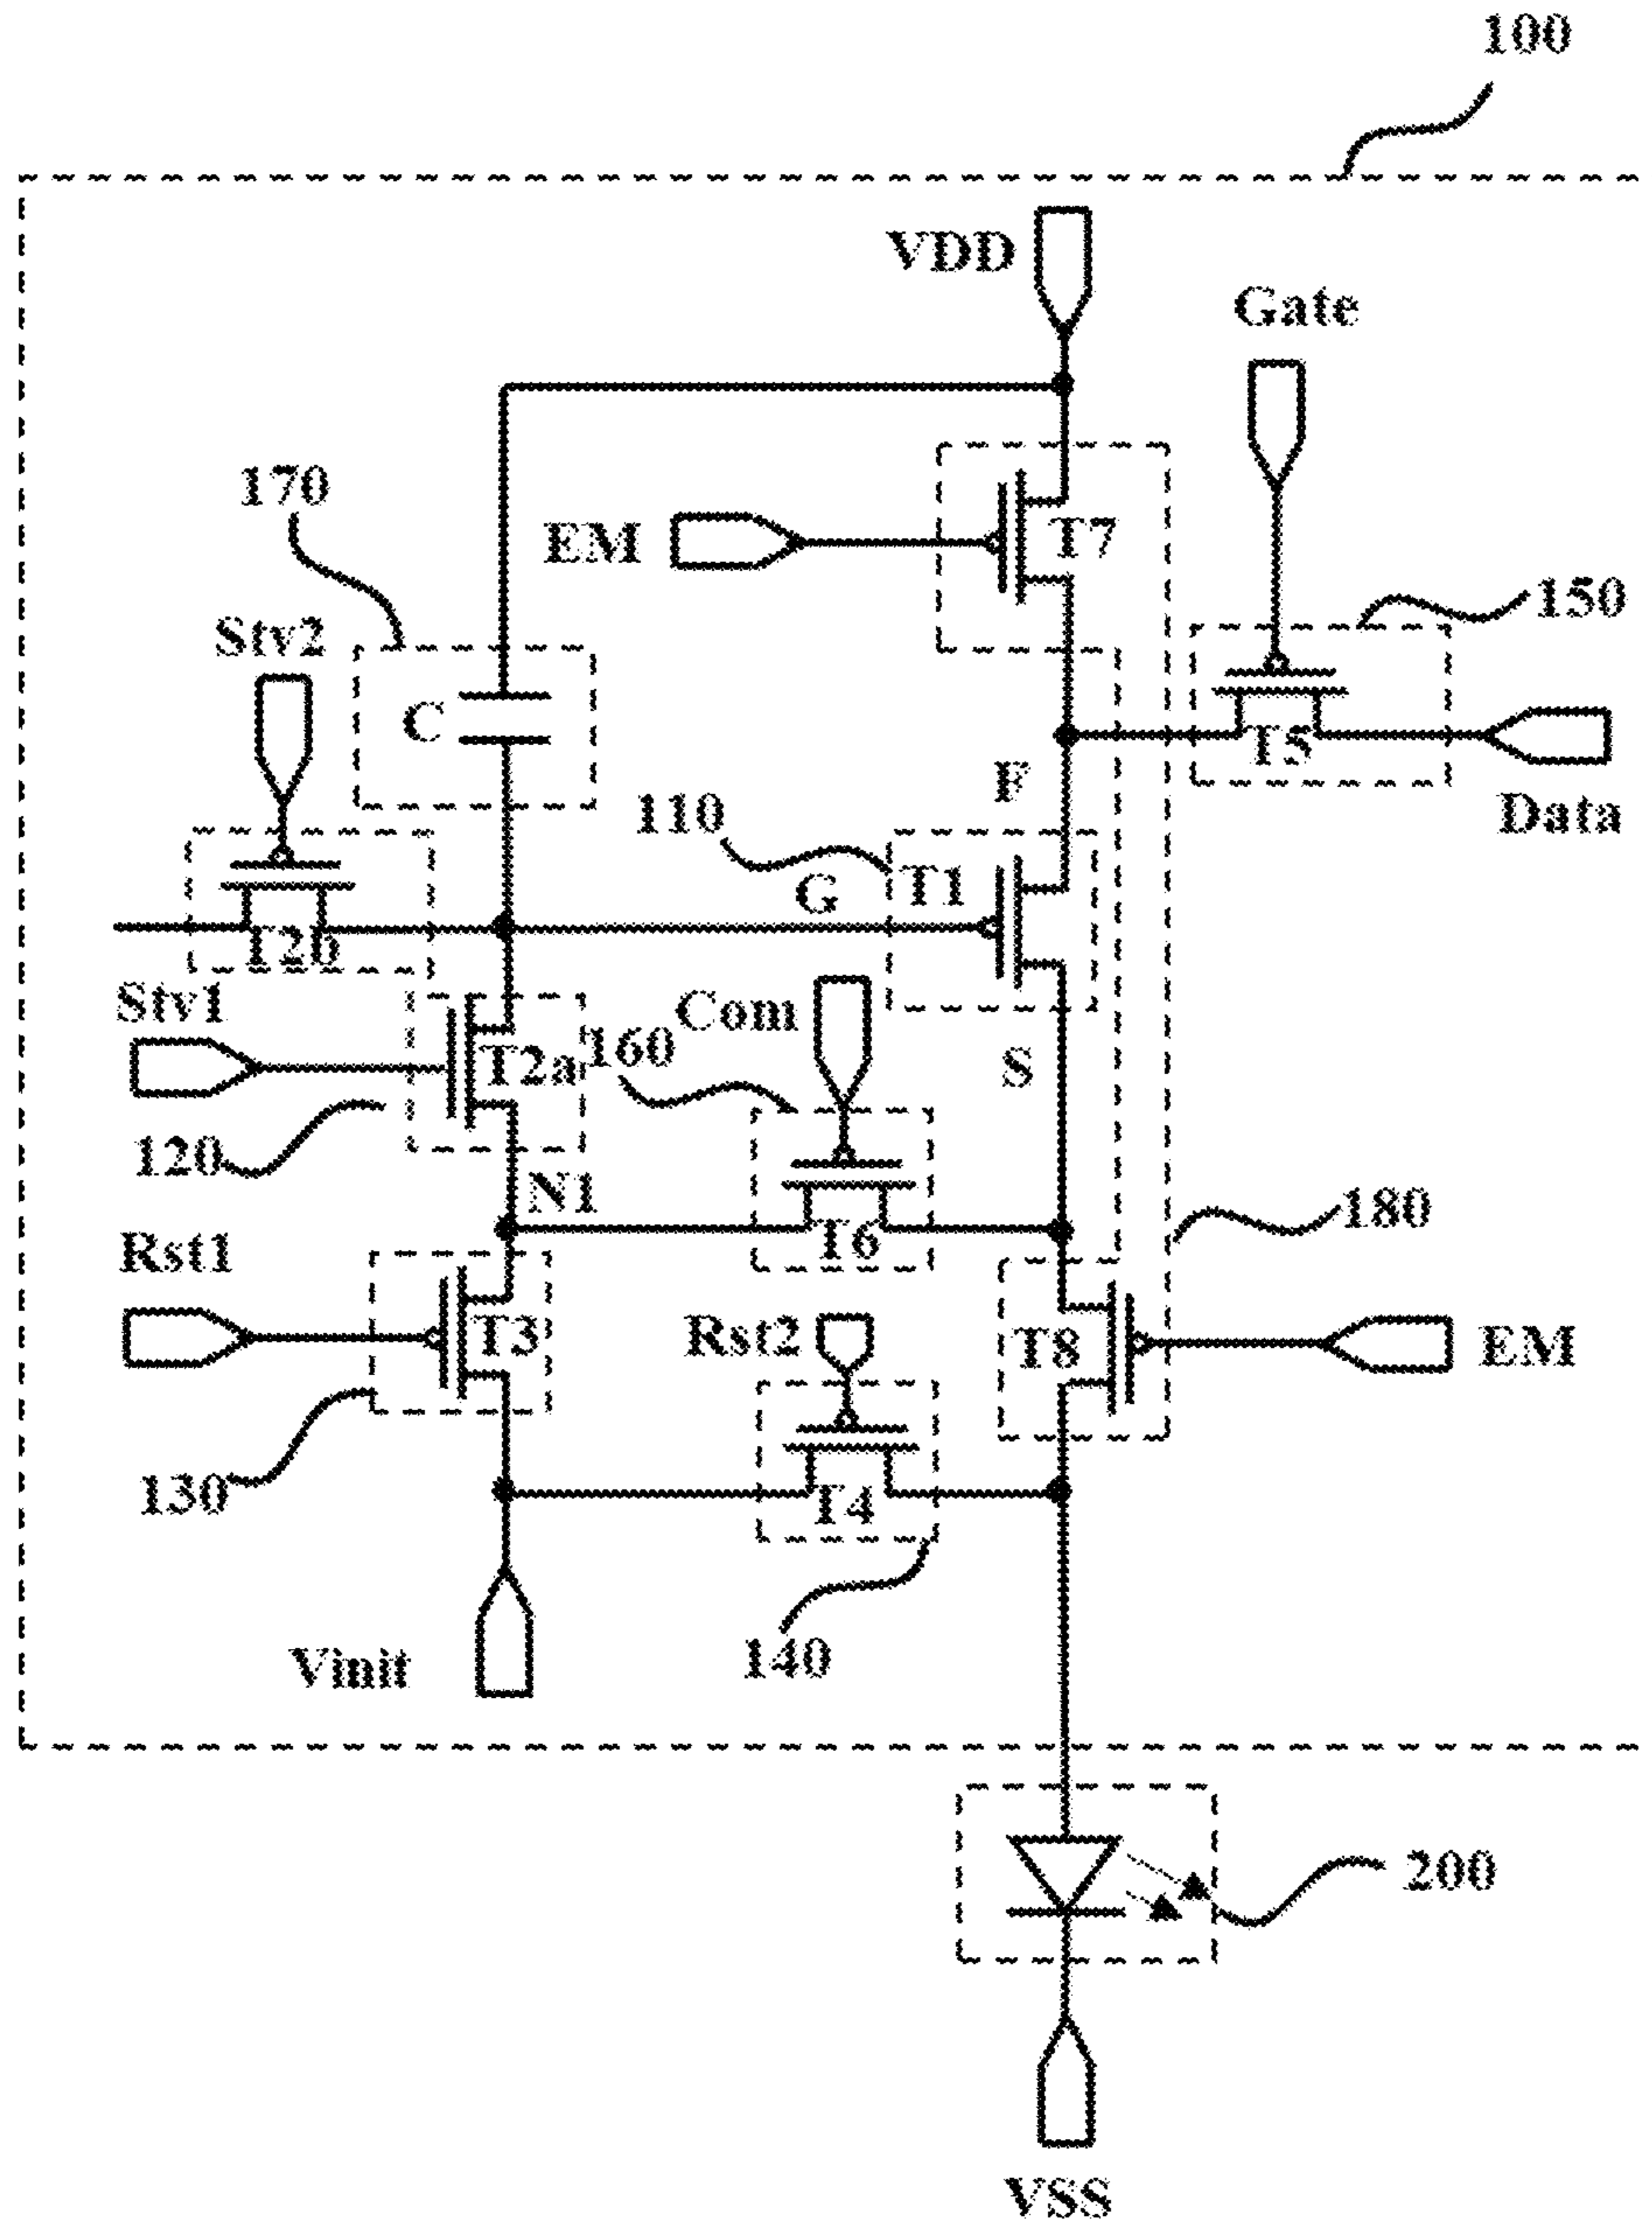 100
VDD
Gate
170
EM
T7
150
Stv2
C
T5
F
110
Data
T1
G
T2b
Stv1
Com
T2a
160
S
120
N1
180
Rst1
T6
T3
Rst2
T8
EM
130
T4
Vinit
140
200
VSS